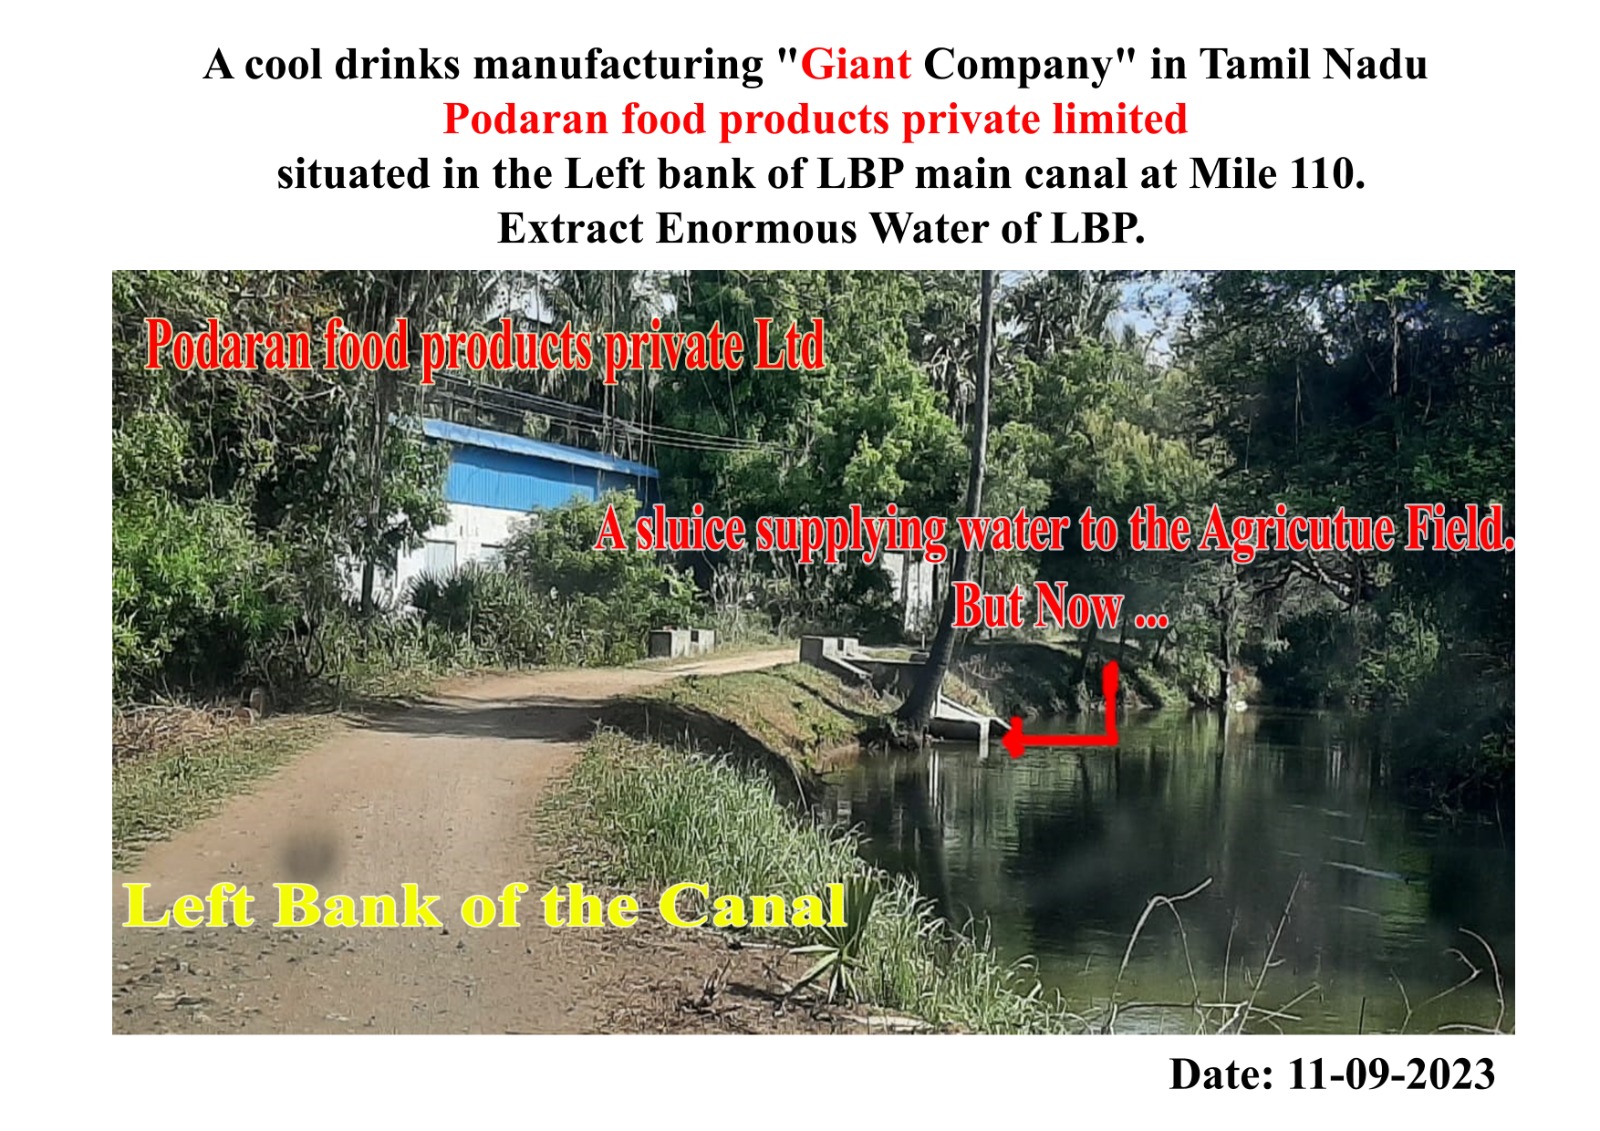 A cool drinks manufacturing "Giant Company" in Tamil Nadu
Podaran food products private limited
situated in the Left bank of LBP main canal at Mile 110.
Extract Enormous Water of LBP.
Podaran food products private Ltd
A sluice supplying water to the Agricutue Field.
But Now ...
Left Bank of the Canal
Date: 11-09-2023